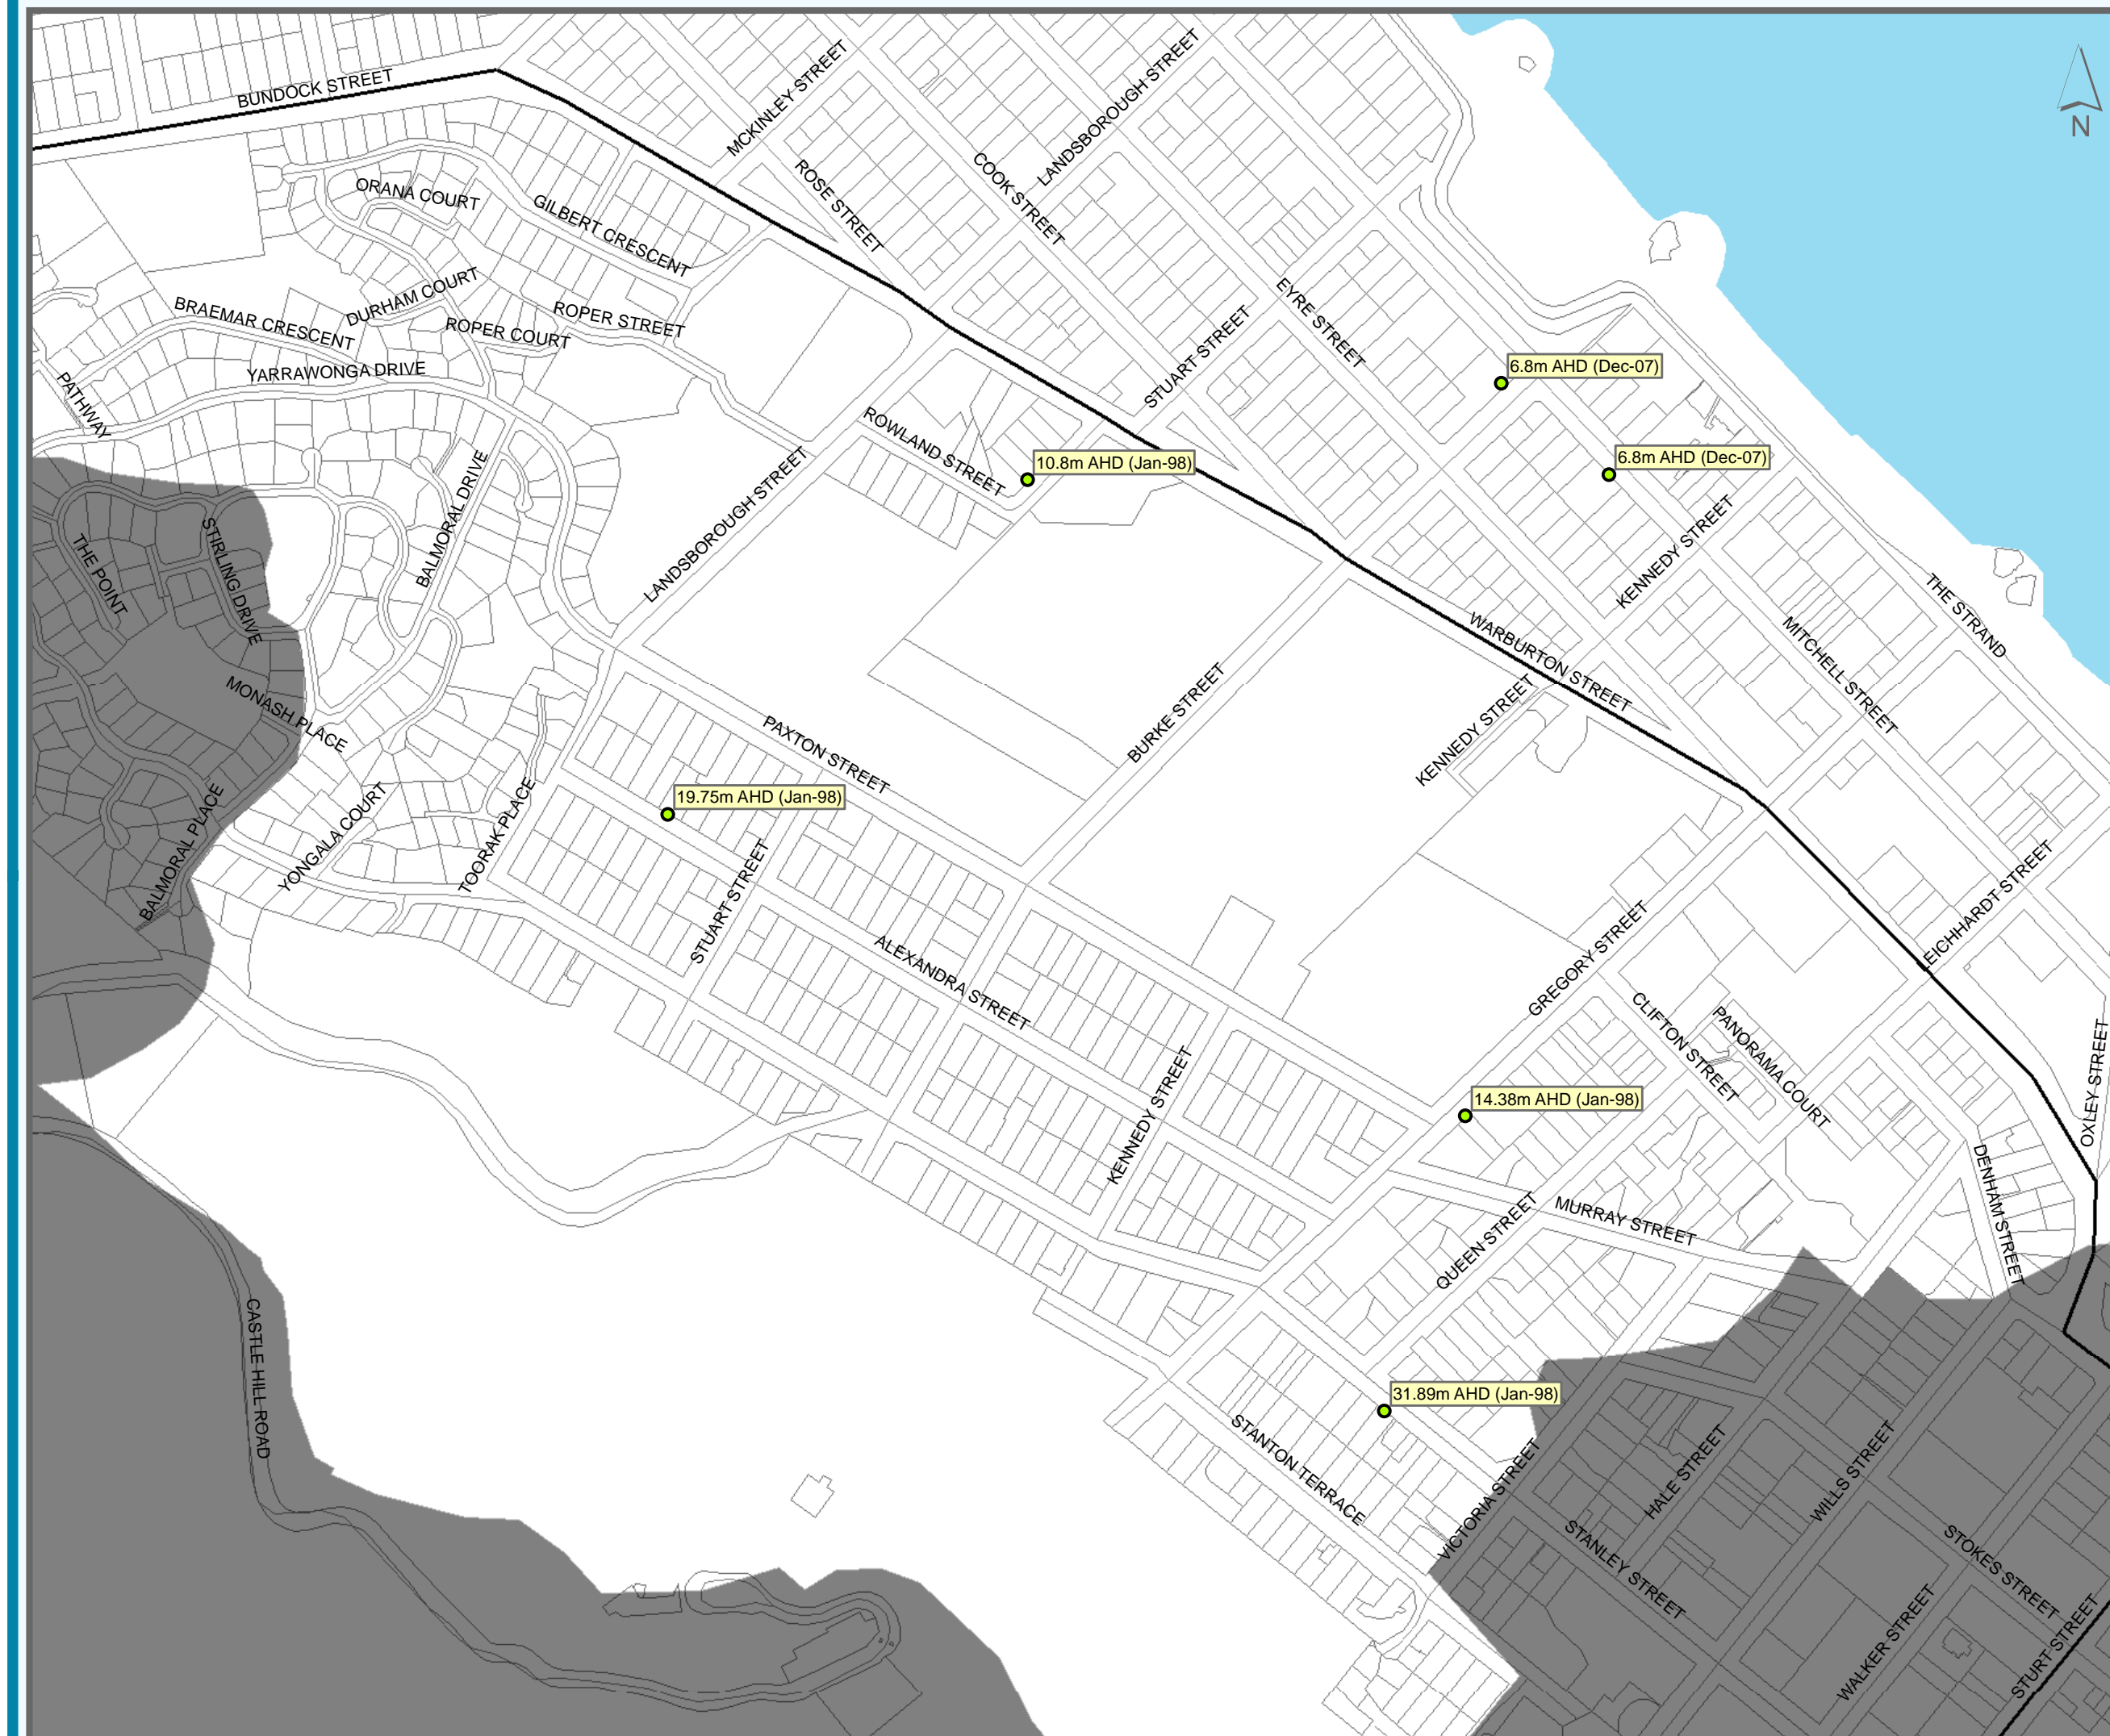 BUNDOCK STREET
MCKINLEY STREET
LANDSBOROUGH STREET
N
ROSE STREET
COOK STREET
ORANA COURT
GILBERT CRESCENT
DURHAM COURT
BRAEMAR CRESCENT
ROPER STREET
ROPER COURT
EYRE STREET
STUART STREET
YARRAWONGA DRIVE
PATHWAY
6.8m AHD (Dec-07)
6.8m AHD (Dec-07)
ROWLAND STREET
10.8m AHD (Jan-98)
LANDSBOROUGH STREET
BALMORAL DRIVE
STIRLING DRIVE
THE POINT
KENNEDY STREET
THE STRAND
MITCHELL STREET
WARBURTON STREET
MONASH PLACE
PAXTON STREET
BURKE STREET
KENNEDY STREET
19.75m AHD (Jan-98)
YONGALA COURT
TOORAK PLACE
BALMORAL PLACE
STUART STREET
EICHHARDT STREET
ALEXANDRA STREET
GREGORY STREET
CLIFTON STREET
PANORAMA COURT
OXLEY STREET
KENNEDY STREET
14.38m AHD (Jan-98)
DENHAM STREET
MURRAY STREET
QUEEN STREET
CASTLE HILL ROAD
31.89m AHD (Jan-98)
STANTON TERRACE
VICTORIA STREET
HALE STREET
WILLS STREET
STANLEY STREET
STOKES STREET
WALKER STREET
STURT STREET